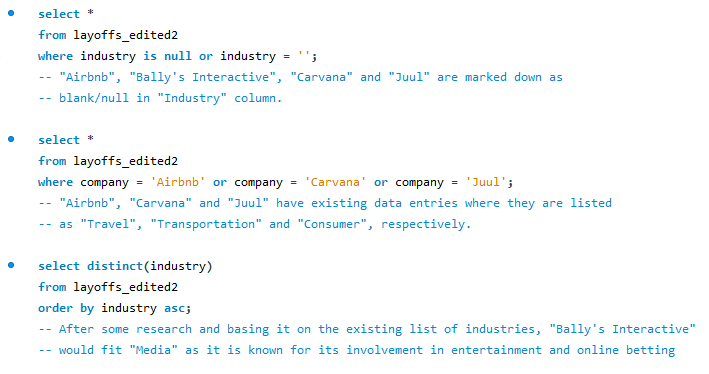 select *
from layoffs_edited2
where industry is null or industry = '';
-- "Airbnb", "Bally's Interactive", "Carvana" and "Juul" are marked down as
-- blank/null in "Industry" column.
select *
from layoffs_edited2
where company = 'Airbnb' or company = 'Carvana' or company = 'Juul';
-- "Airbnb", "Carvana" and "Juul" have existing data entries where they are listed
-- as "Travel", "Transportation" and "Consumer", respectively.
select distinct(industry)
from layoffs_edited2
order by industry asc;
-- After some research and basing it on the existing list of industries, "Bally's Interactive"
-- would fit "Media" as it is known for its involvement in entertainment and online betting